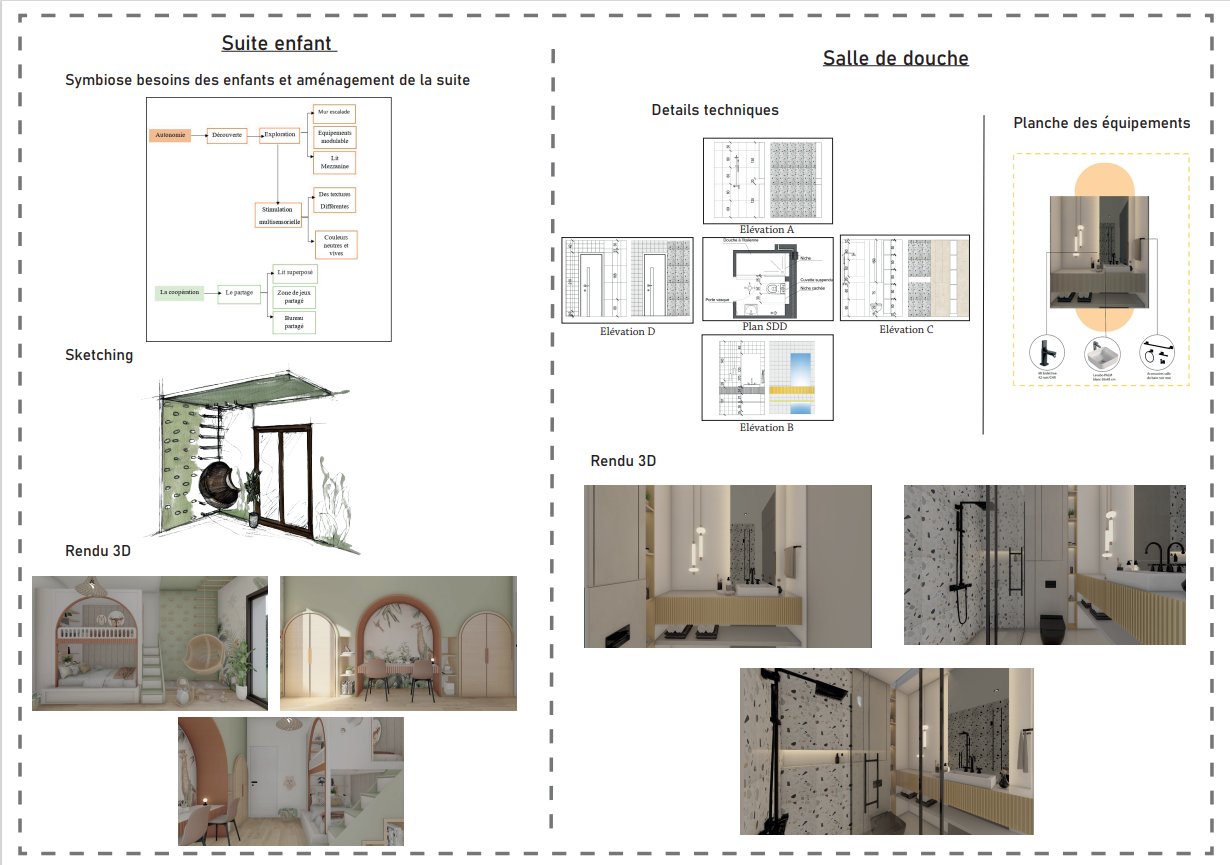 Suite enfant
Symbiose besoins des enfants et aménagement de la suite
Autonomie
Découverte
Exploration
Mur escalade
Equipements
modulable
Lit
Mezzanine
Stimulation
multisensorielle
Des textures
Différentes
Couleurs
neutres et
vives
La coopération
Le partage
Lit superposé
Zone de jeux
partagé
Bureau
partagé
Sketching
Rendu 3D
Salle de douche
Details techniques
Elévation A
Douche à l'italienne
Niche
Cuvette suspendu
Niche cachée
Porte vasque
Elévation D
Plan SDD
Elévation C
Elévation B
Planche des équipements
Rendu 3D